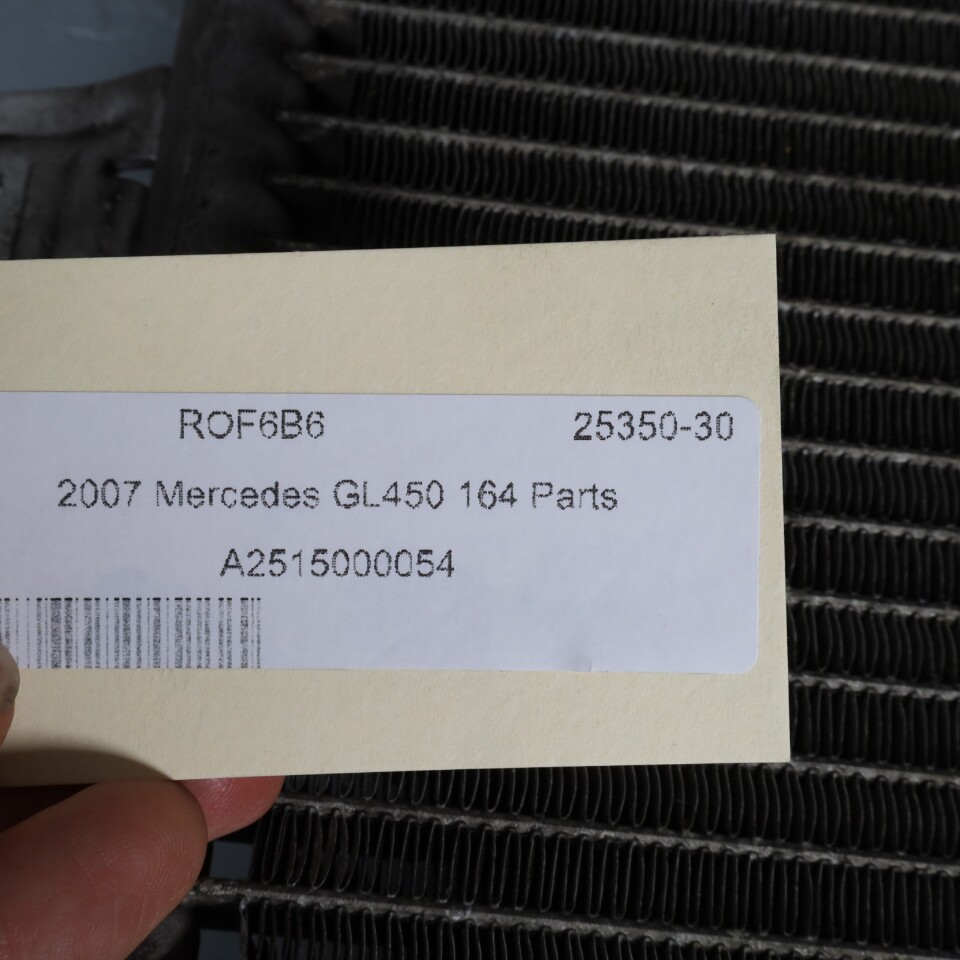 ROF6B6 25350-30
2007 Mercedes GL450 164 Parts
A2515000054